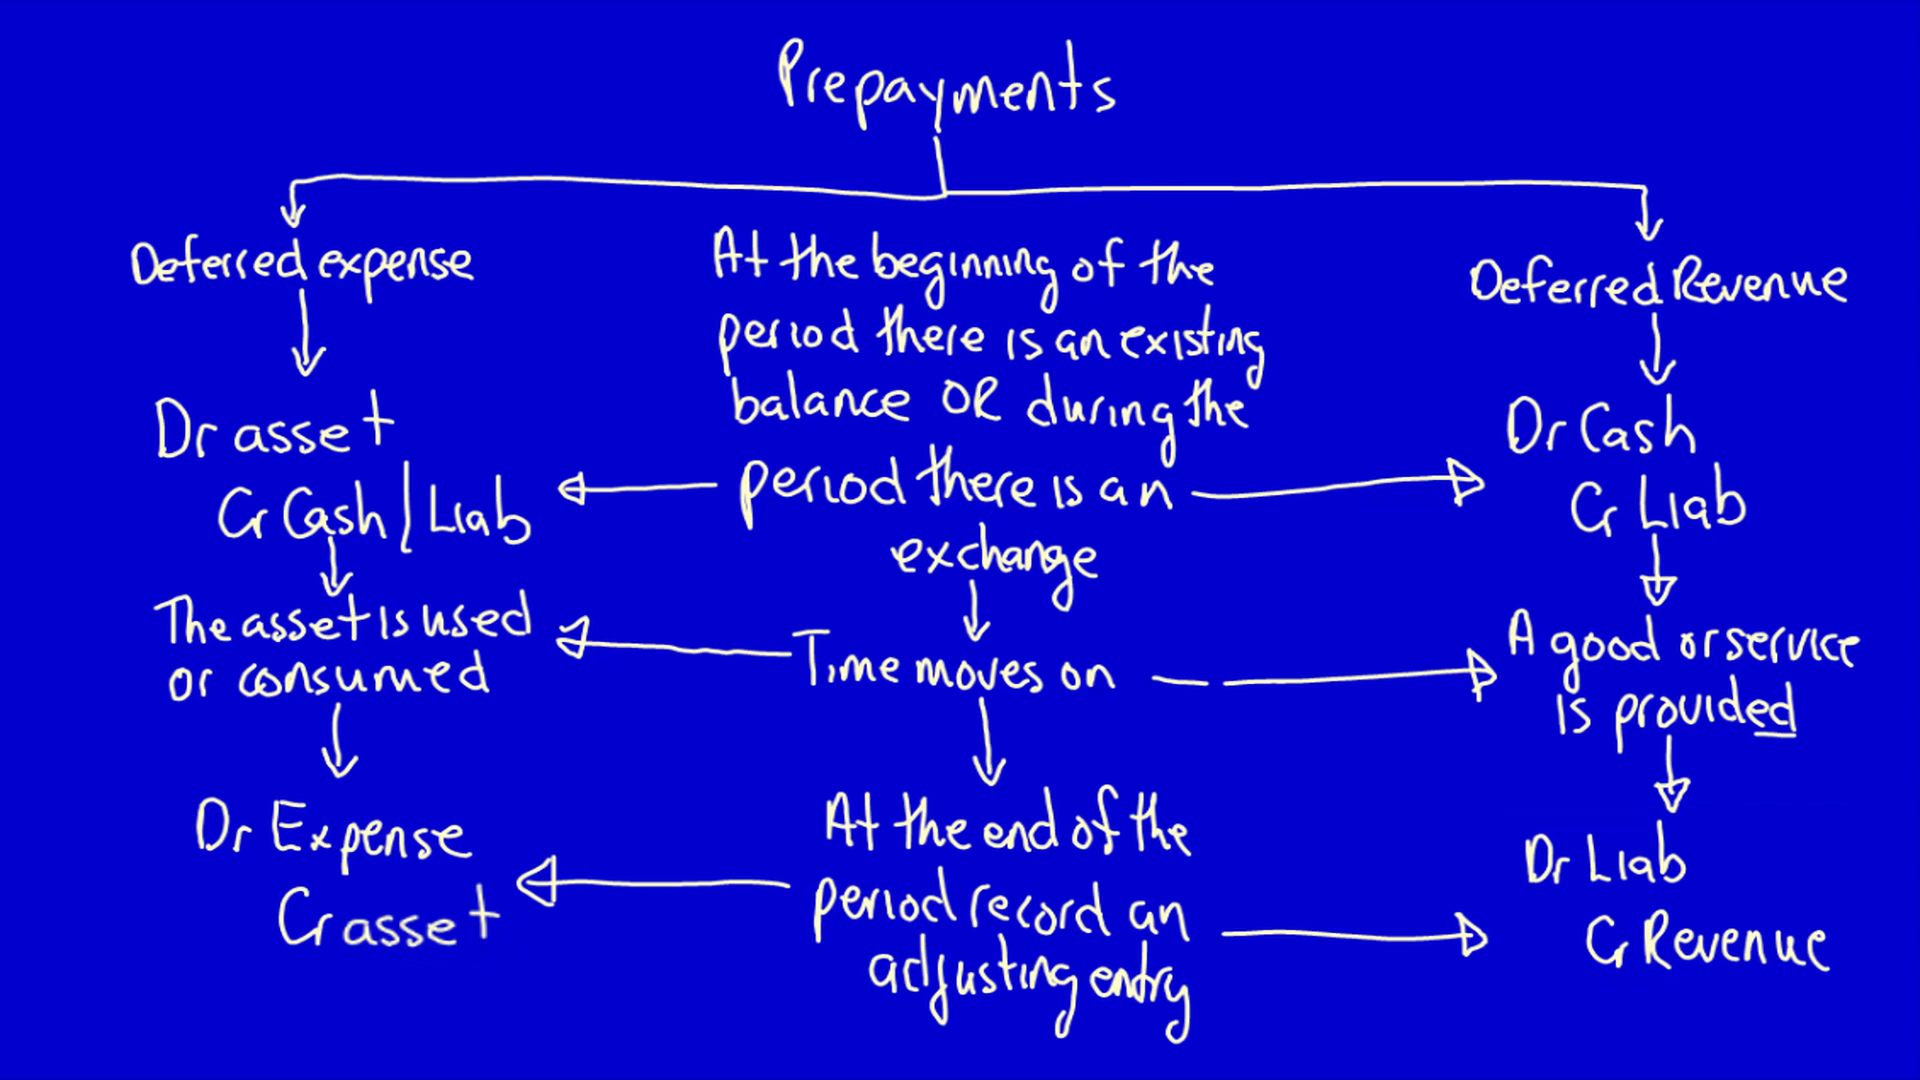 Prepayments
Deferred expense
Dr asset
Cr Cash/Liab
The asset is used
or consumed
Dr Expense
Cr asset
At the beginning of the
period there is an existing
balance OR during the
period there is an
exchange
Time moves on
At the end of the
period record an
adjusting entry
Deferred Revenue
Dr Cash
Cr Liab
A good or service
is provided
Dr Liab
Cr Revenue